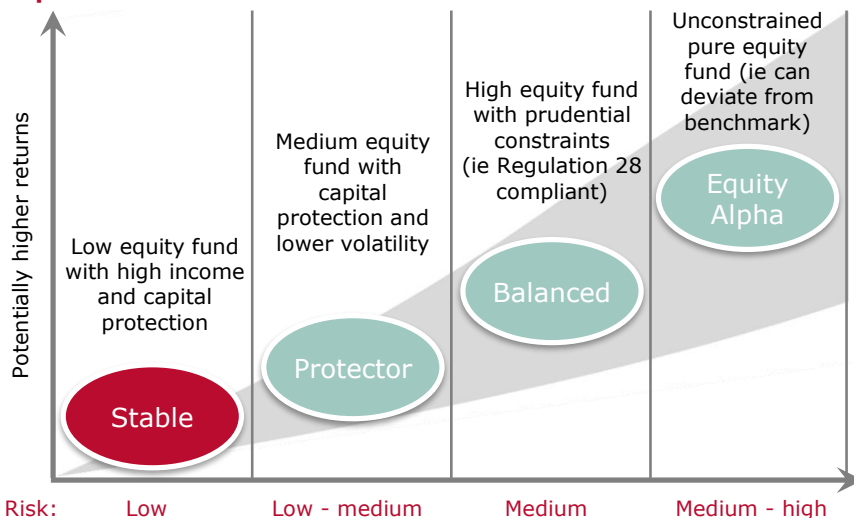 Potentially higher returns
Low equity fund
with high income
and capital
protection
Stable
Medium equity
fund with
capital
protection and
lower volatility
Protector
High equity fund
with prudential
constraints
(ie Regulation 28
compliant)
Balanced
Unconstrained
pure equity
fund (ie can
deviate from
benchmark)
Equity
Alpha
Risk: Low Low - medium Medium Medium - high